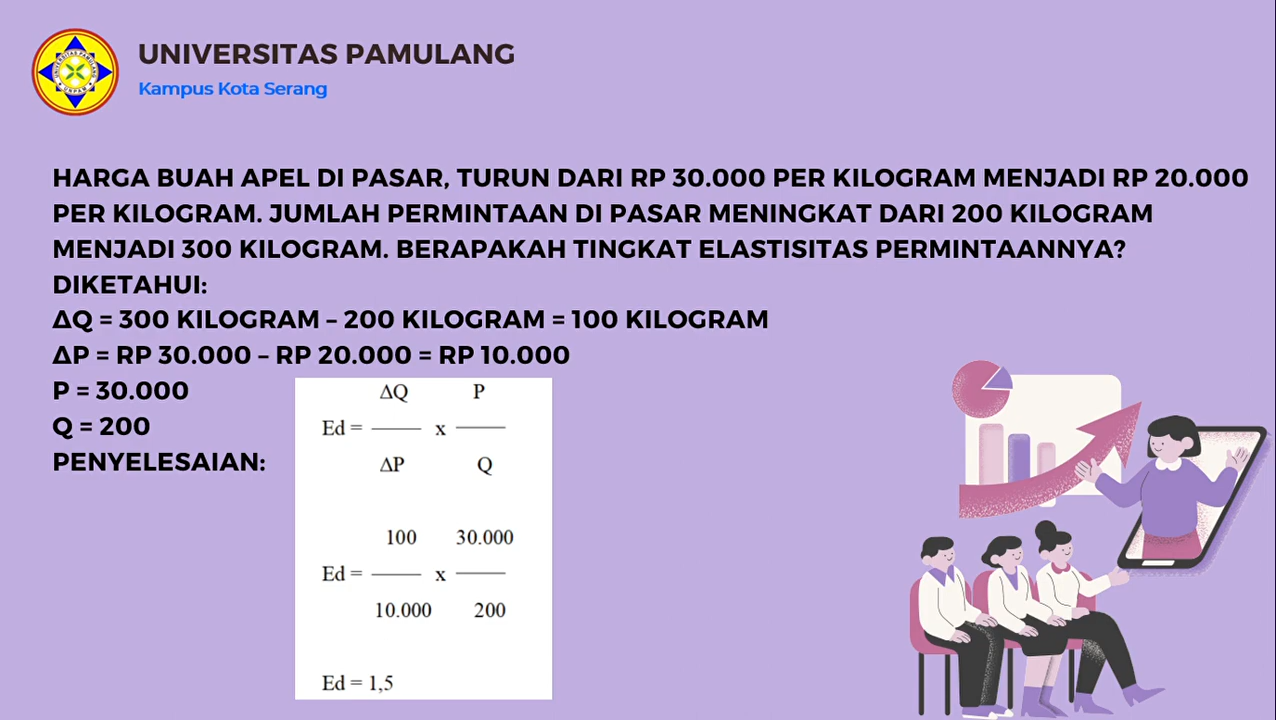 UNIVERSITAS PAMULANG
Kampus Kota Serang
HARGA BUAH APEL DI PASAR, TURUN DARI RP 30.000 PER KILOGRAM MENJADI RP 20.000
PER KILOGRAM. JUMLAH PERMINTAAN DI PASAR MENINGKAT DARI 200 KILOGRAM
MENJADI 300 KILOGRAM. BERAPAKAH TINGKAT ELASTISITAS PERMINTAANNYA?
DIKETAHUI:
ΔQ = 300 KILOGRAM – 200 KILOGRAM = 100 KILOGRAM
ΔP = RP 30.000 – RP 20.000 = RP 10.000
P = 30.000
Q = 200
PENYELESAIAN:
ΔQ P
Ed = ——— x ———
ΔP Q
100 30.000
Ed = ——— x ———
10.000 200
Ed = 1,5